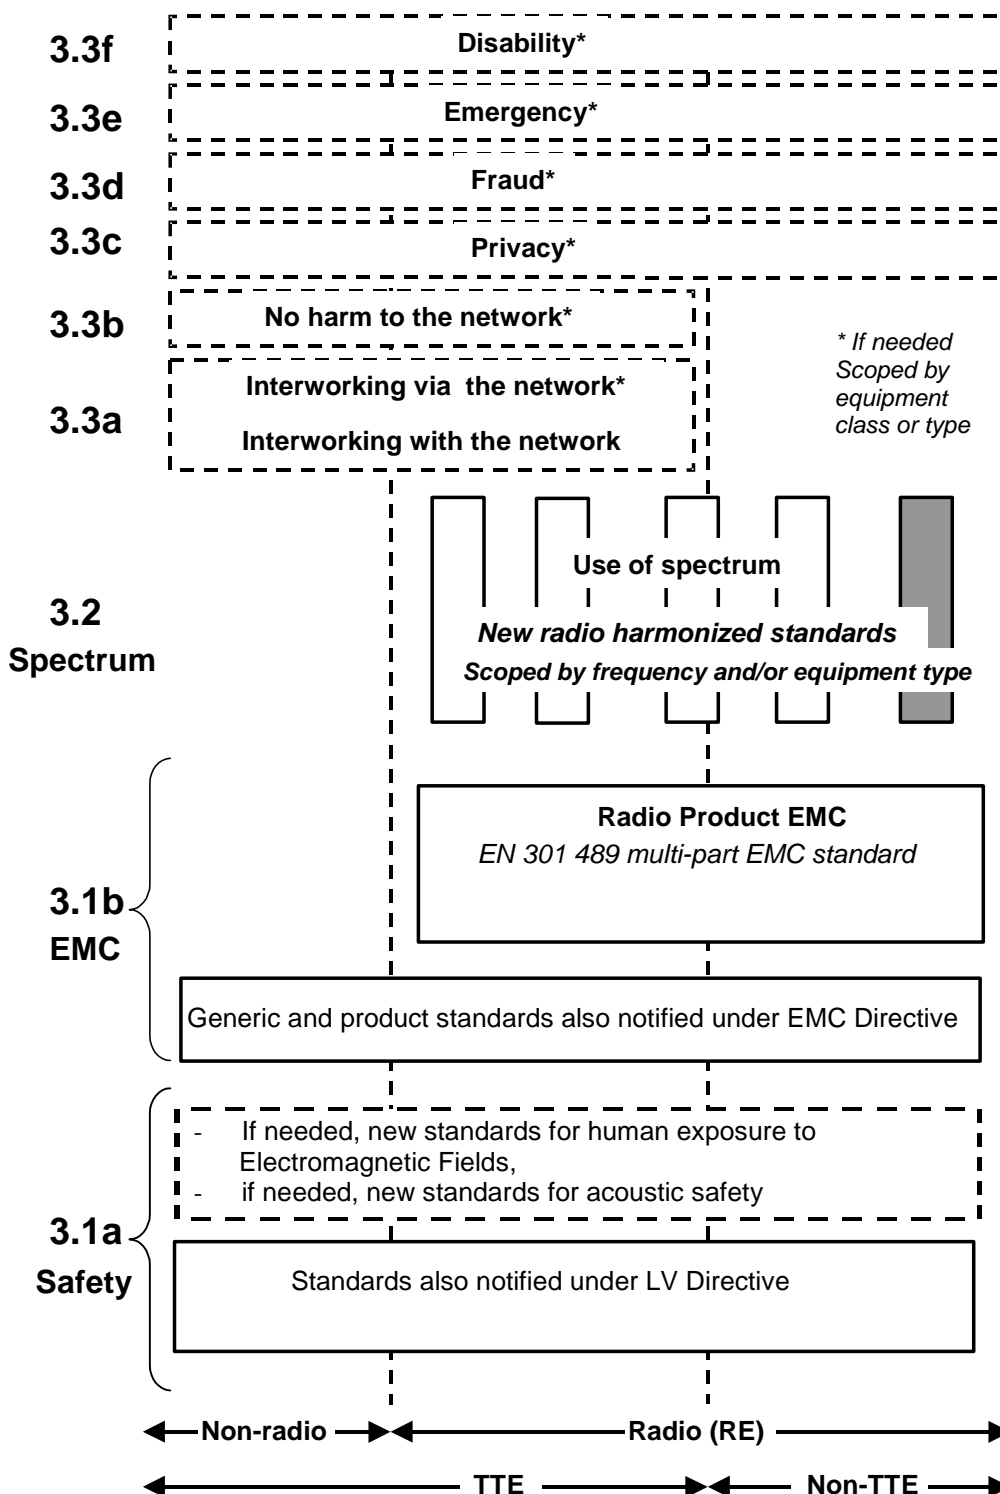 3.3f
Disability*
3.3e
Emergency*
3.3d
Fraud*
3.3c
Privacy*
3.3b
No harm to the network*
* If needed
Scoped by
equipment
class or type
3.3a
Interworking via the network*
Interworking with the network
Use of spectrum
3.2
Spectrum
New radio harmonized standards
Scoped by frequency and/or equipment type
Radio Product EMC
EN 301 489 multi-part EMC standard
3.1b
EMC
Generic and product standards also notified under EMC Directive
- If needed, new standards for human exposure to
Electromagnetic Fields,
- if needed, new standards for acoustic safety
3.1a
Safety
Standards also notified under LV Directive
Non-radio
Radio (RE)
TTE
Non-TTE